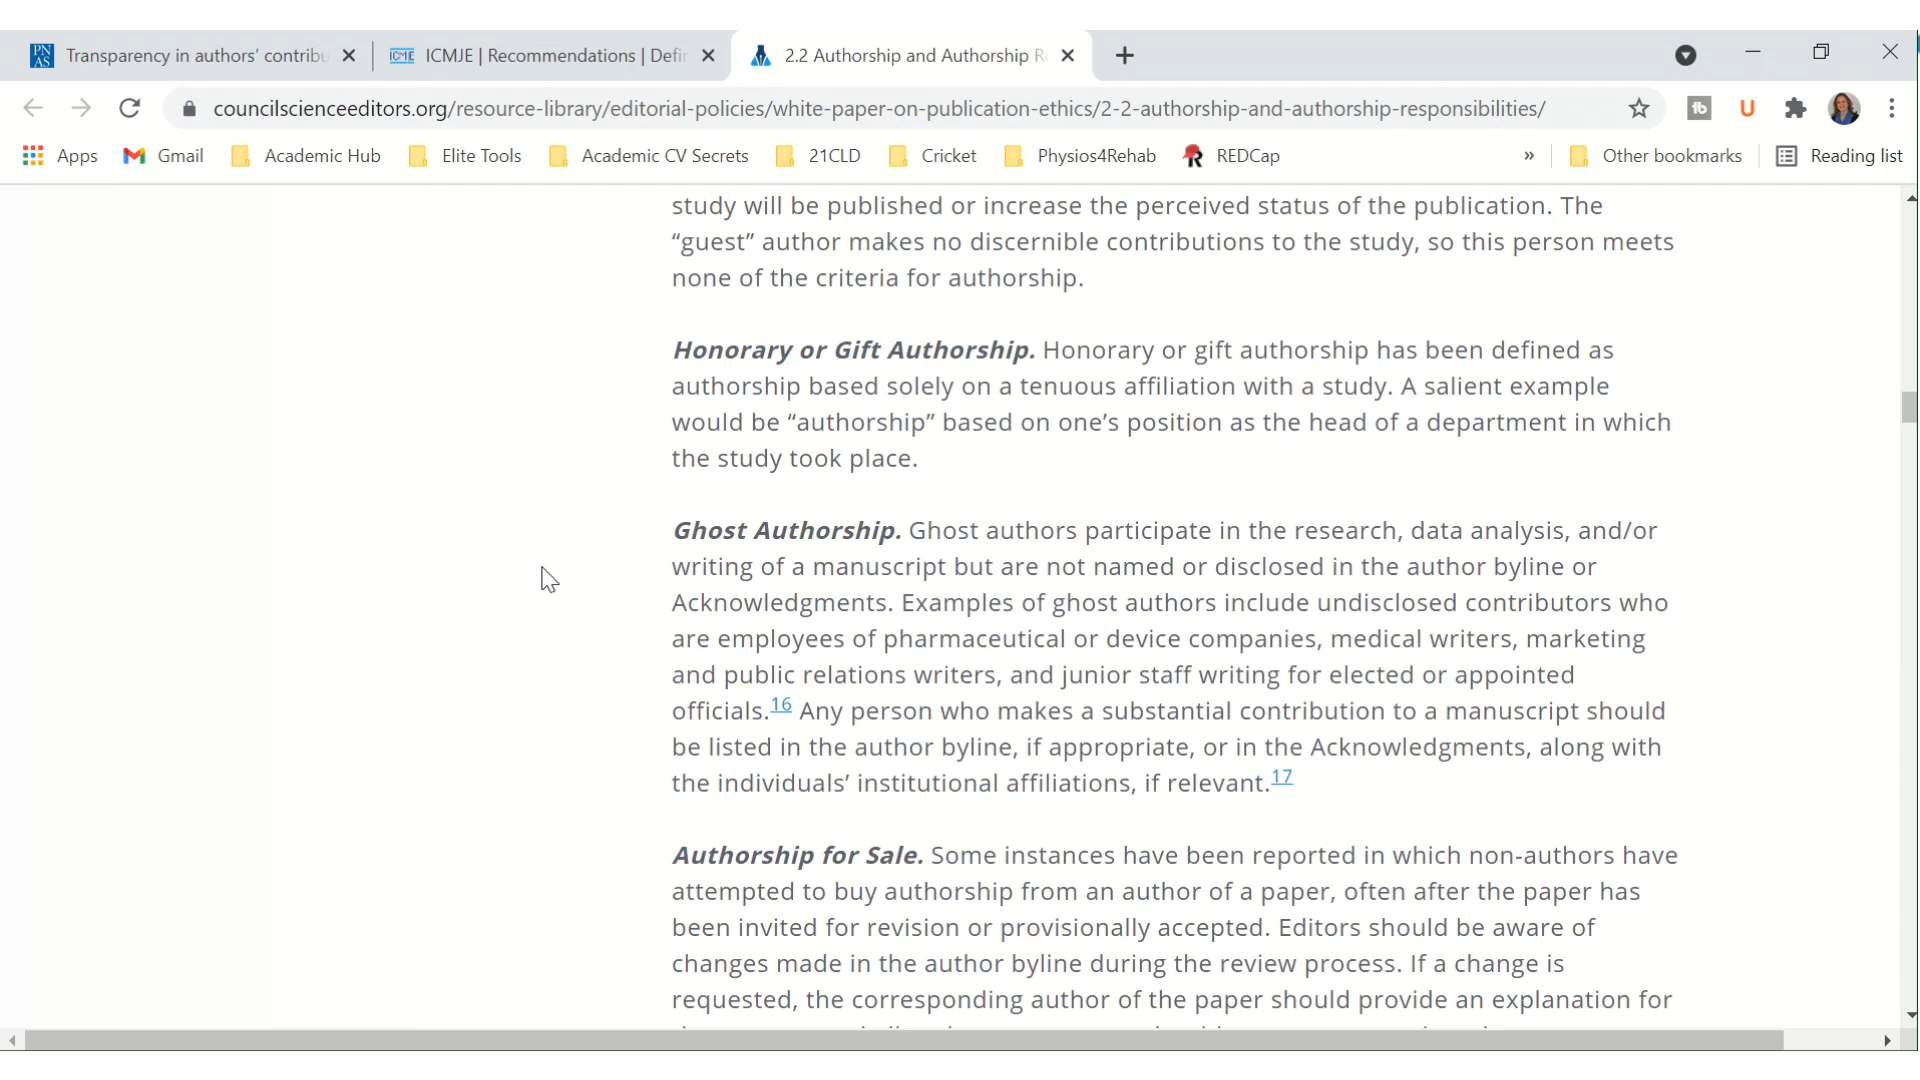 PN
AS
Transparency in authors’ contribu
ICMJE
ICMJE | Recommendations | Defi
2.2 Authorship and Authorship R
councilscienceeditors.org/resource-library/editorial-policies/white-paper-on-publication-ethics/2-2-authorship-and-authorship-responsibilities/
tb
U
Apps
Gmail
Academic Hub
Elite Tools
Academic CV Secrets
21CLD
Cricket
Physios4Rehab
REDCap
»
Other bookmarks
Reading list
study will be published or increase the perceived status of the publication. The
“guest” author makes no discernible contributions to the study, so this person meets
none of the criteria for authorship.
Honorary or Gift Authorship. Honorary or gift authorship has been defined as
authorship based solely on a tenuous affiliation with a study. A salient example
would be “authorship” based on one’s position as the head of a department in which
the study took place.
Ghost Authorship. Ghost authors participate in the research, data analysis, and/or
writing of a manuscript but are not named or disclosed in the author byline or
Acknowledgments. Examples of ghost authors include undisclosed contributors who
are employees of pharmaceutical or device companies, medical writers, marketing
and public relations writers, and junior staff writing for elected or appointed
officials.16 Any person who makes a substantial contribution to a manuscript should
be listed in the author byline, if appropriate, or in the Acknowledgments, along with
the individuals’ institutional affiliations, if relevant.17
Authorship for Sale. Some instances have been reported in which non-authors have
attempted to buy authorship from an author of a paper, often after the paper has
been invited for revision or provisionally accepted. Editors should be aware of
changes made in the author byline during the review process. If a change is
requested, the corresponding author of the paper should provide an explanation for